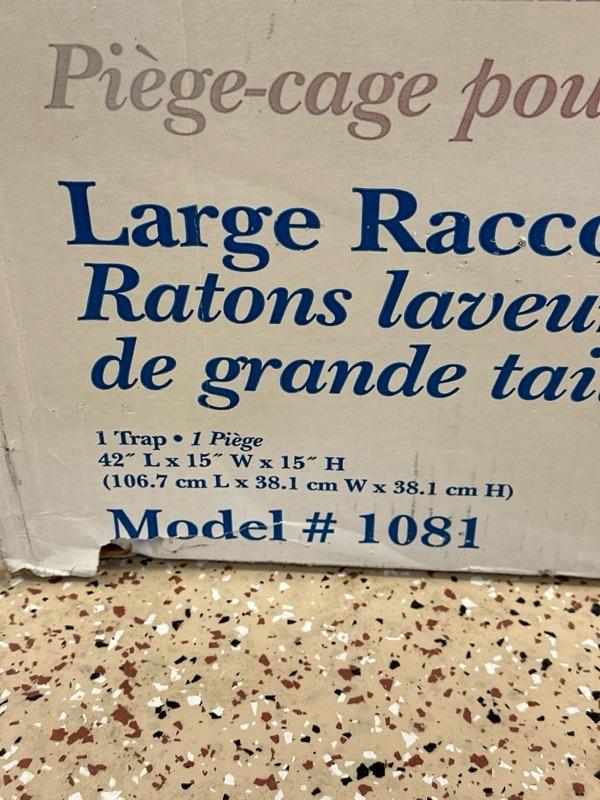 Piège-cage pou
Large Racco
Ratons laveu
de grande tai
1 Trap • 1 Piège
42″ L x 15″ W x 15″ H
(106.7 cm L x 38.1 cm W x 38.1 cm H)
Model # 1081